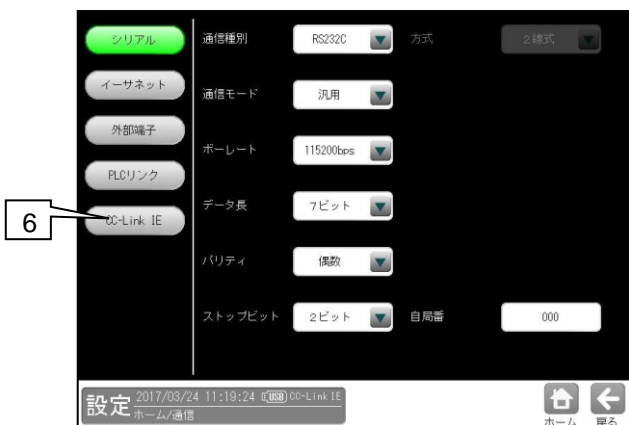 シリアル
通信種別
RS232C
方式
2線式
イーサネット
通信モード
汎用
外部端子
ボーレート
115200bps
PLCリンク
データ長
7ビット
6
CC-Link IE
パリティ
偶数
ストップビット
2ビット
自局番
000
設定
2017/03/24 11:19:24 USB CC-Link IE
ホーム/通信
ホーム
戻る